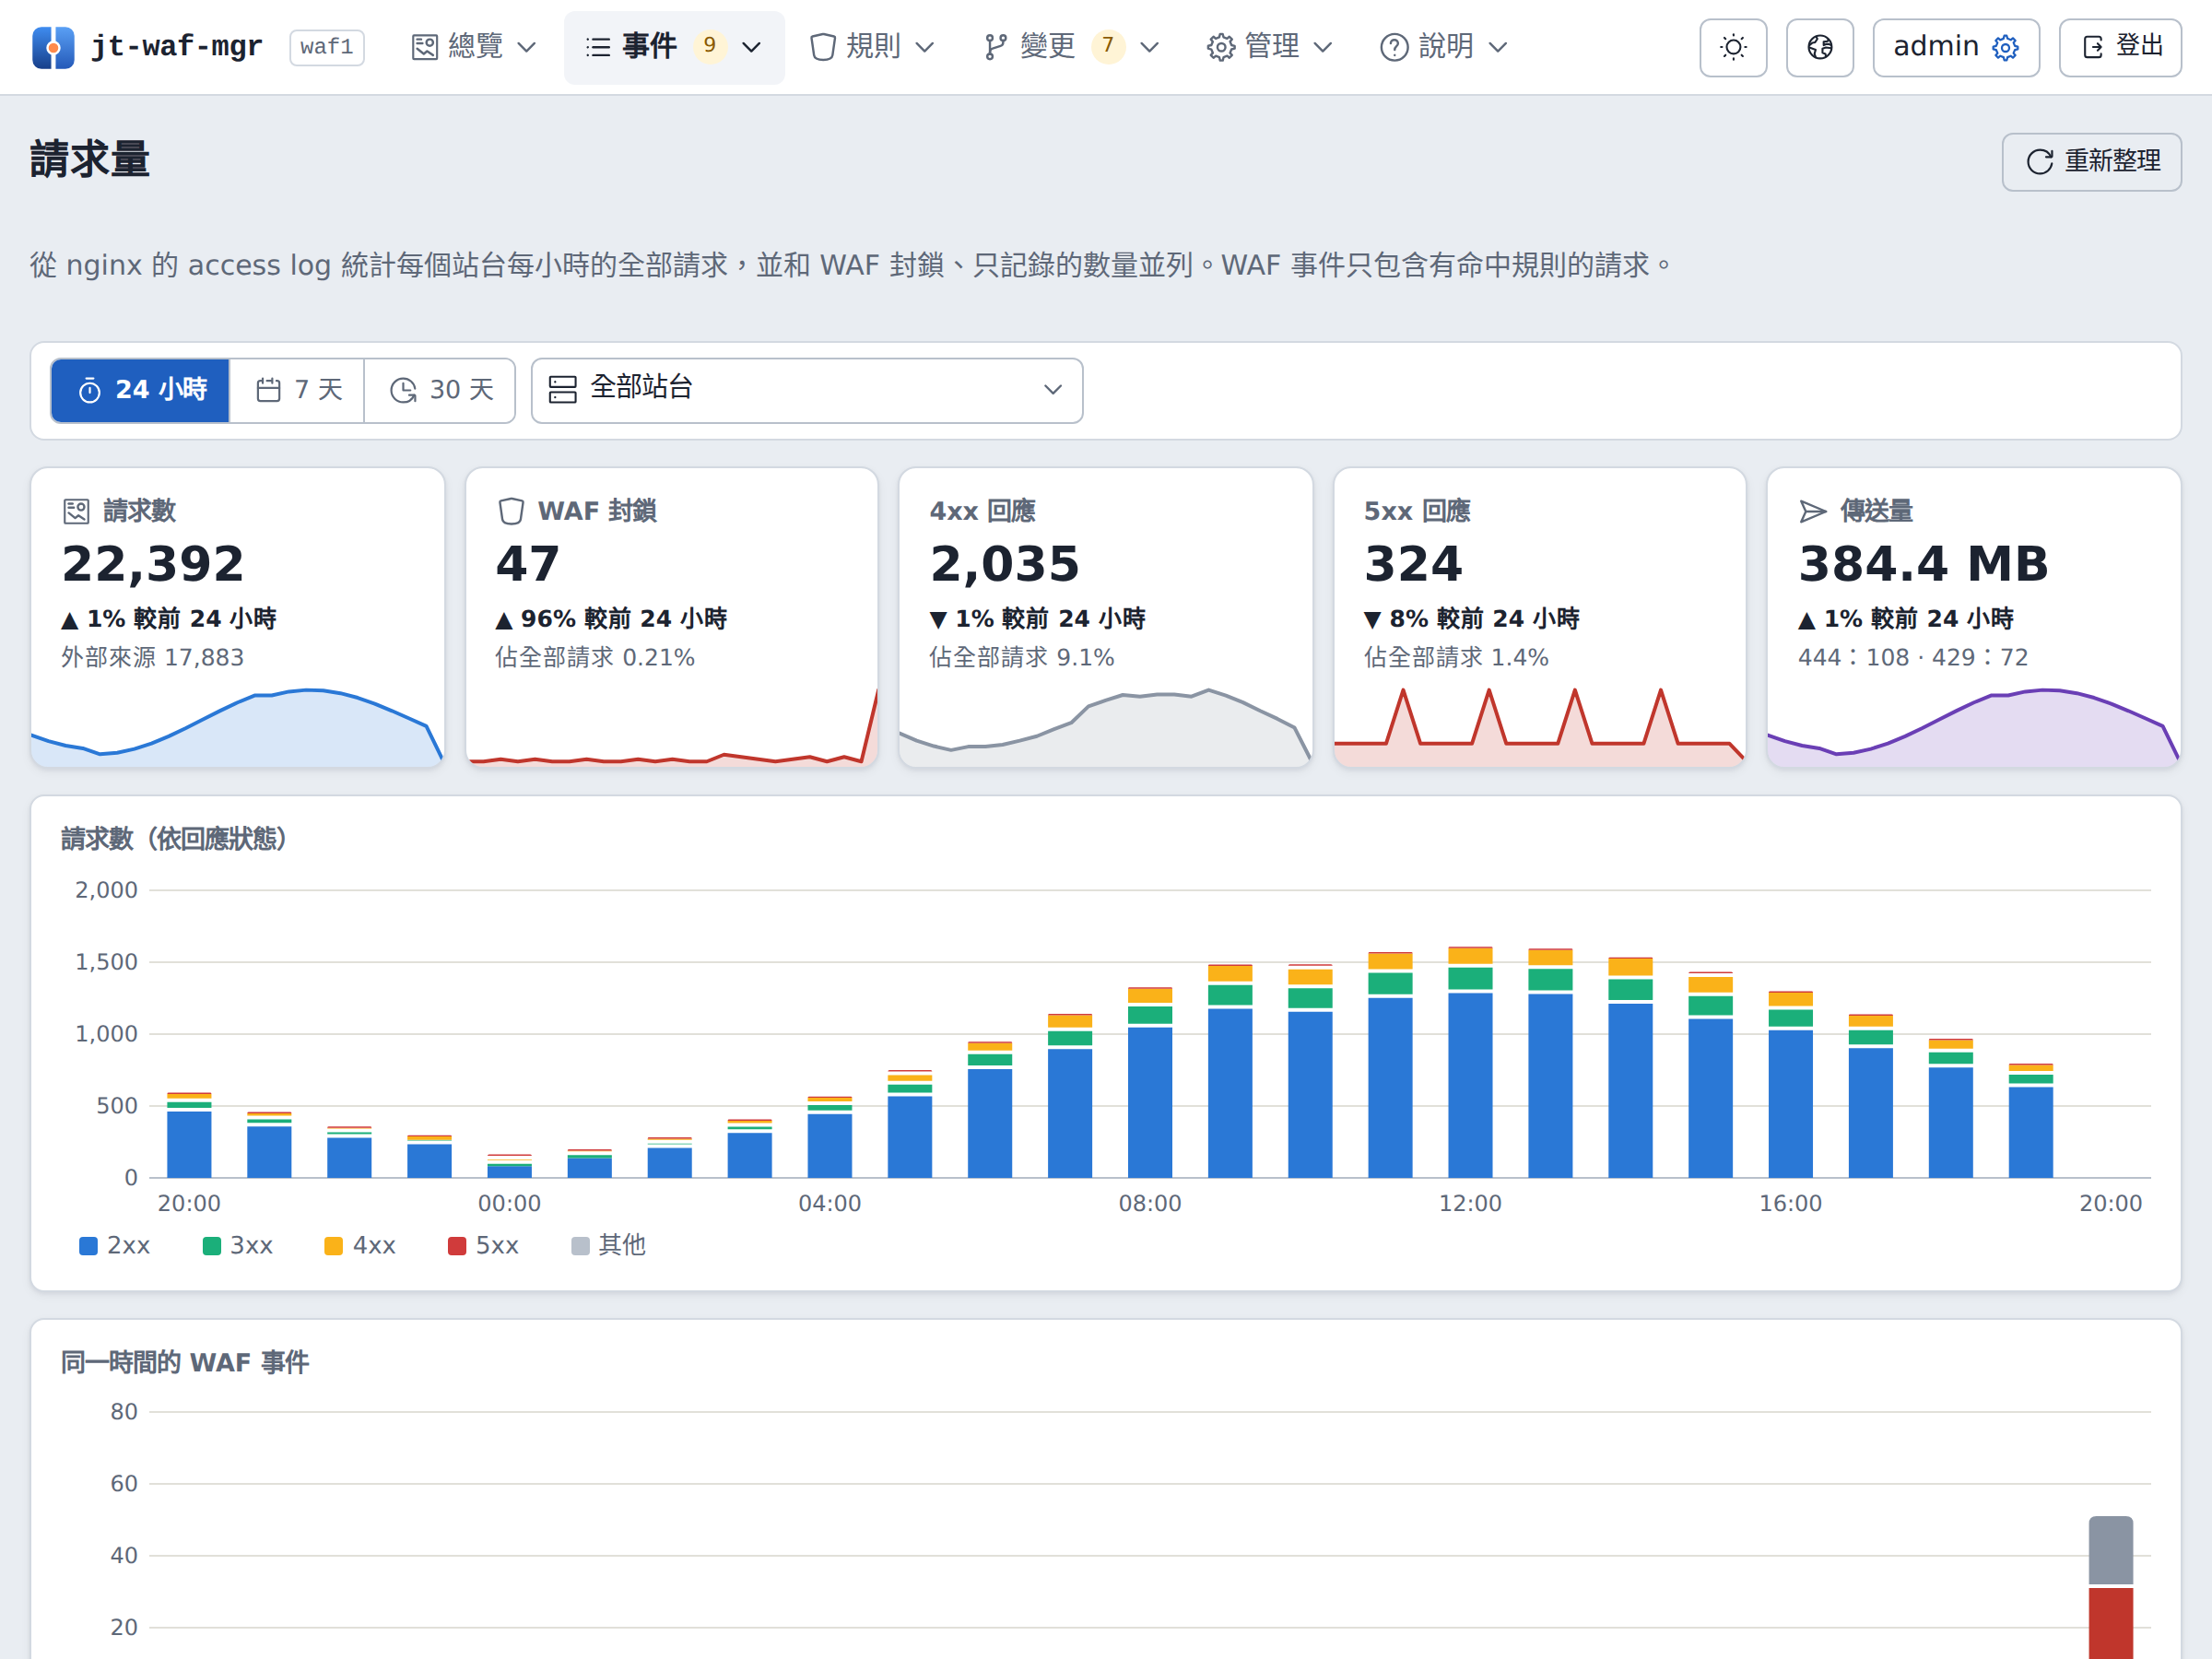 jt-waf-mgr waf1 總覽 事件 9 規則 變更 7 管理 說明 admin 登出
請求量 重新整理
從 nginx 的 access log 統計每個站台每小時的全部請求，並和 WAF 封鎖、只記錄的數量並列。WAF 事件只包含有命中規則的請求。
24 小時 7 天 30 天 全部站台
請求數
22,392
▲ 1% 較前 24 小時
外部來源 17,883
WAF 封鎖
47
▲ 96% 較前 24 小時
佔全部請求 0.21%
4xx 回應
2,035
▼ 1% 較前 24 小時
佔全部請求 9.1%
5xx 回應
324
▼ 8% 較前 24 小時
佔全部請求 1.4%
傳送量
384.4 MB
▲ 1% 較前 24 小時
444：108 · 429：72
請求數（依回應狀態）
2,000
1,500
1,000
500
0
20:00 00:00 04:00 08:00 12:00 16:00 20:00
2xx 3xx 4xx 5xx 其他
同一時間的 WAF 事件
80
60
40
20